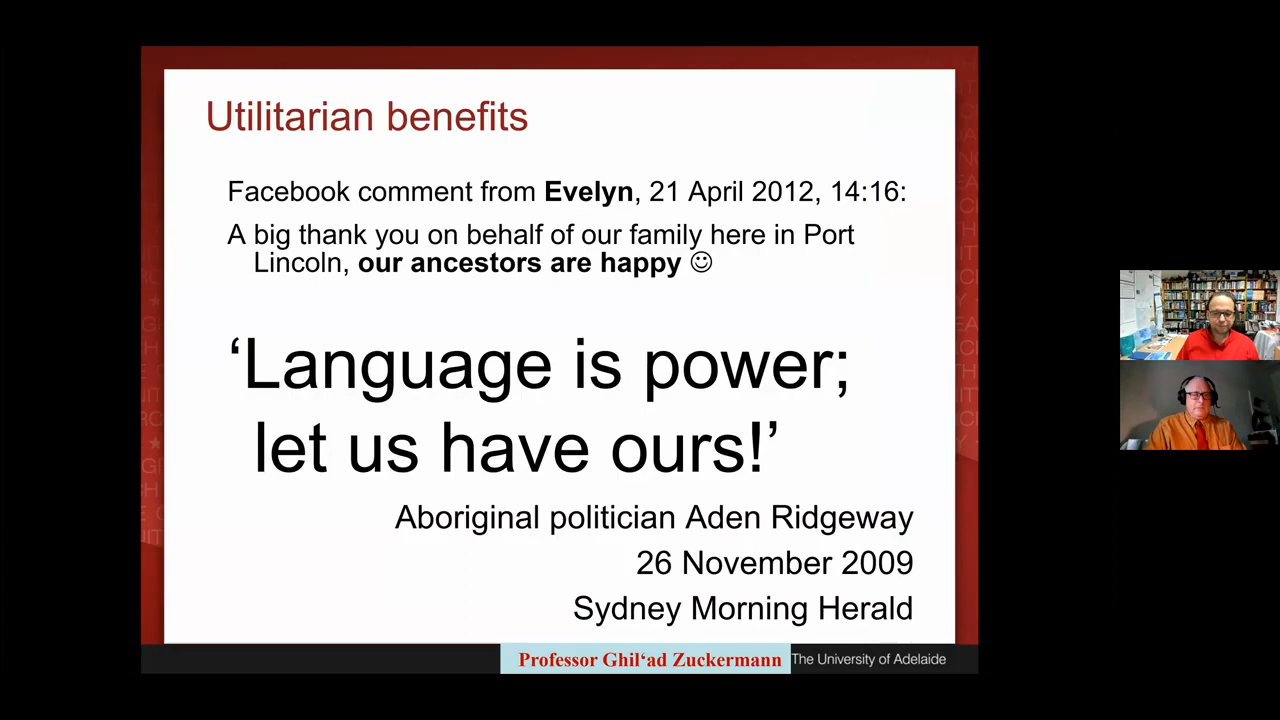 Utilitarian benefits
Facebook comment from Evelyn, 21 April 2012, 14:16:
A big thank you on behalf of our family here in Port
Lincoln, our ancestors are happy ☺
‘Language is power;
let us have ours!’
Aboriginal politician Aden Ridgeway
26 November 2009
Sydney Morning Herald
Professor Ghil‘ad Zuckermann
The University of Adelaide